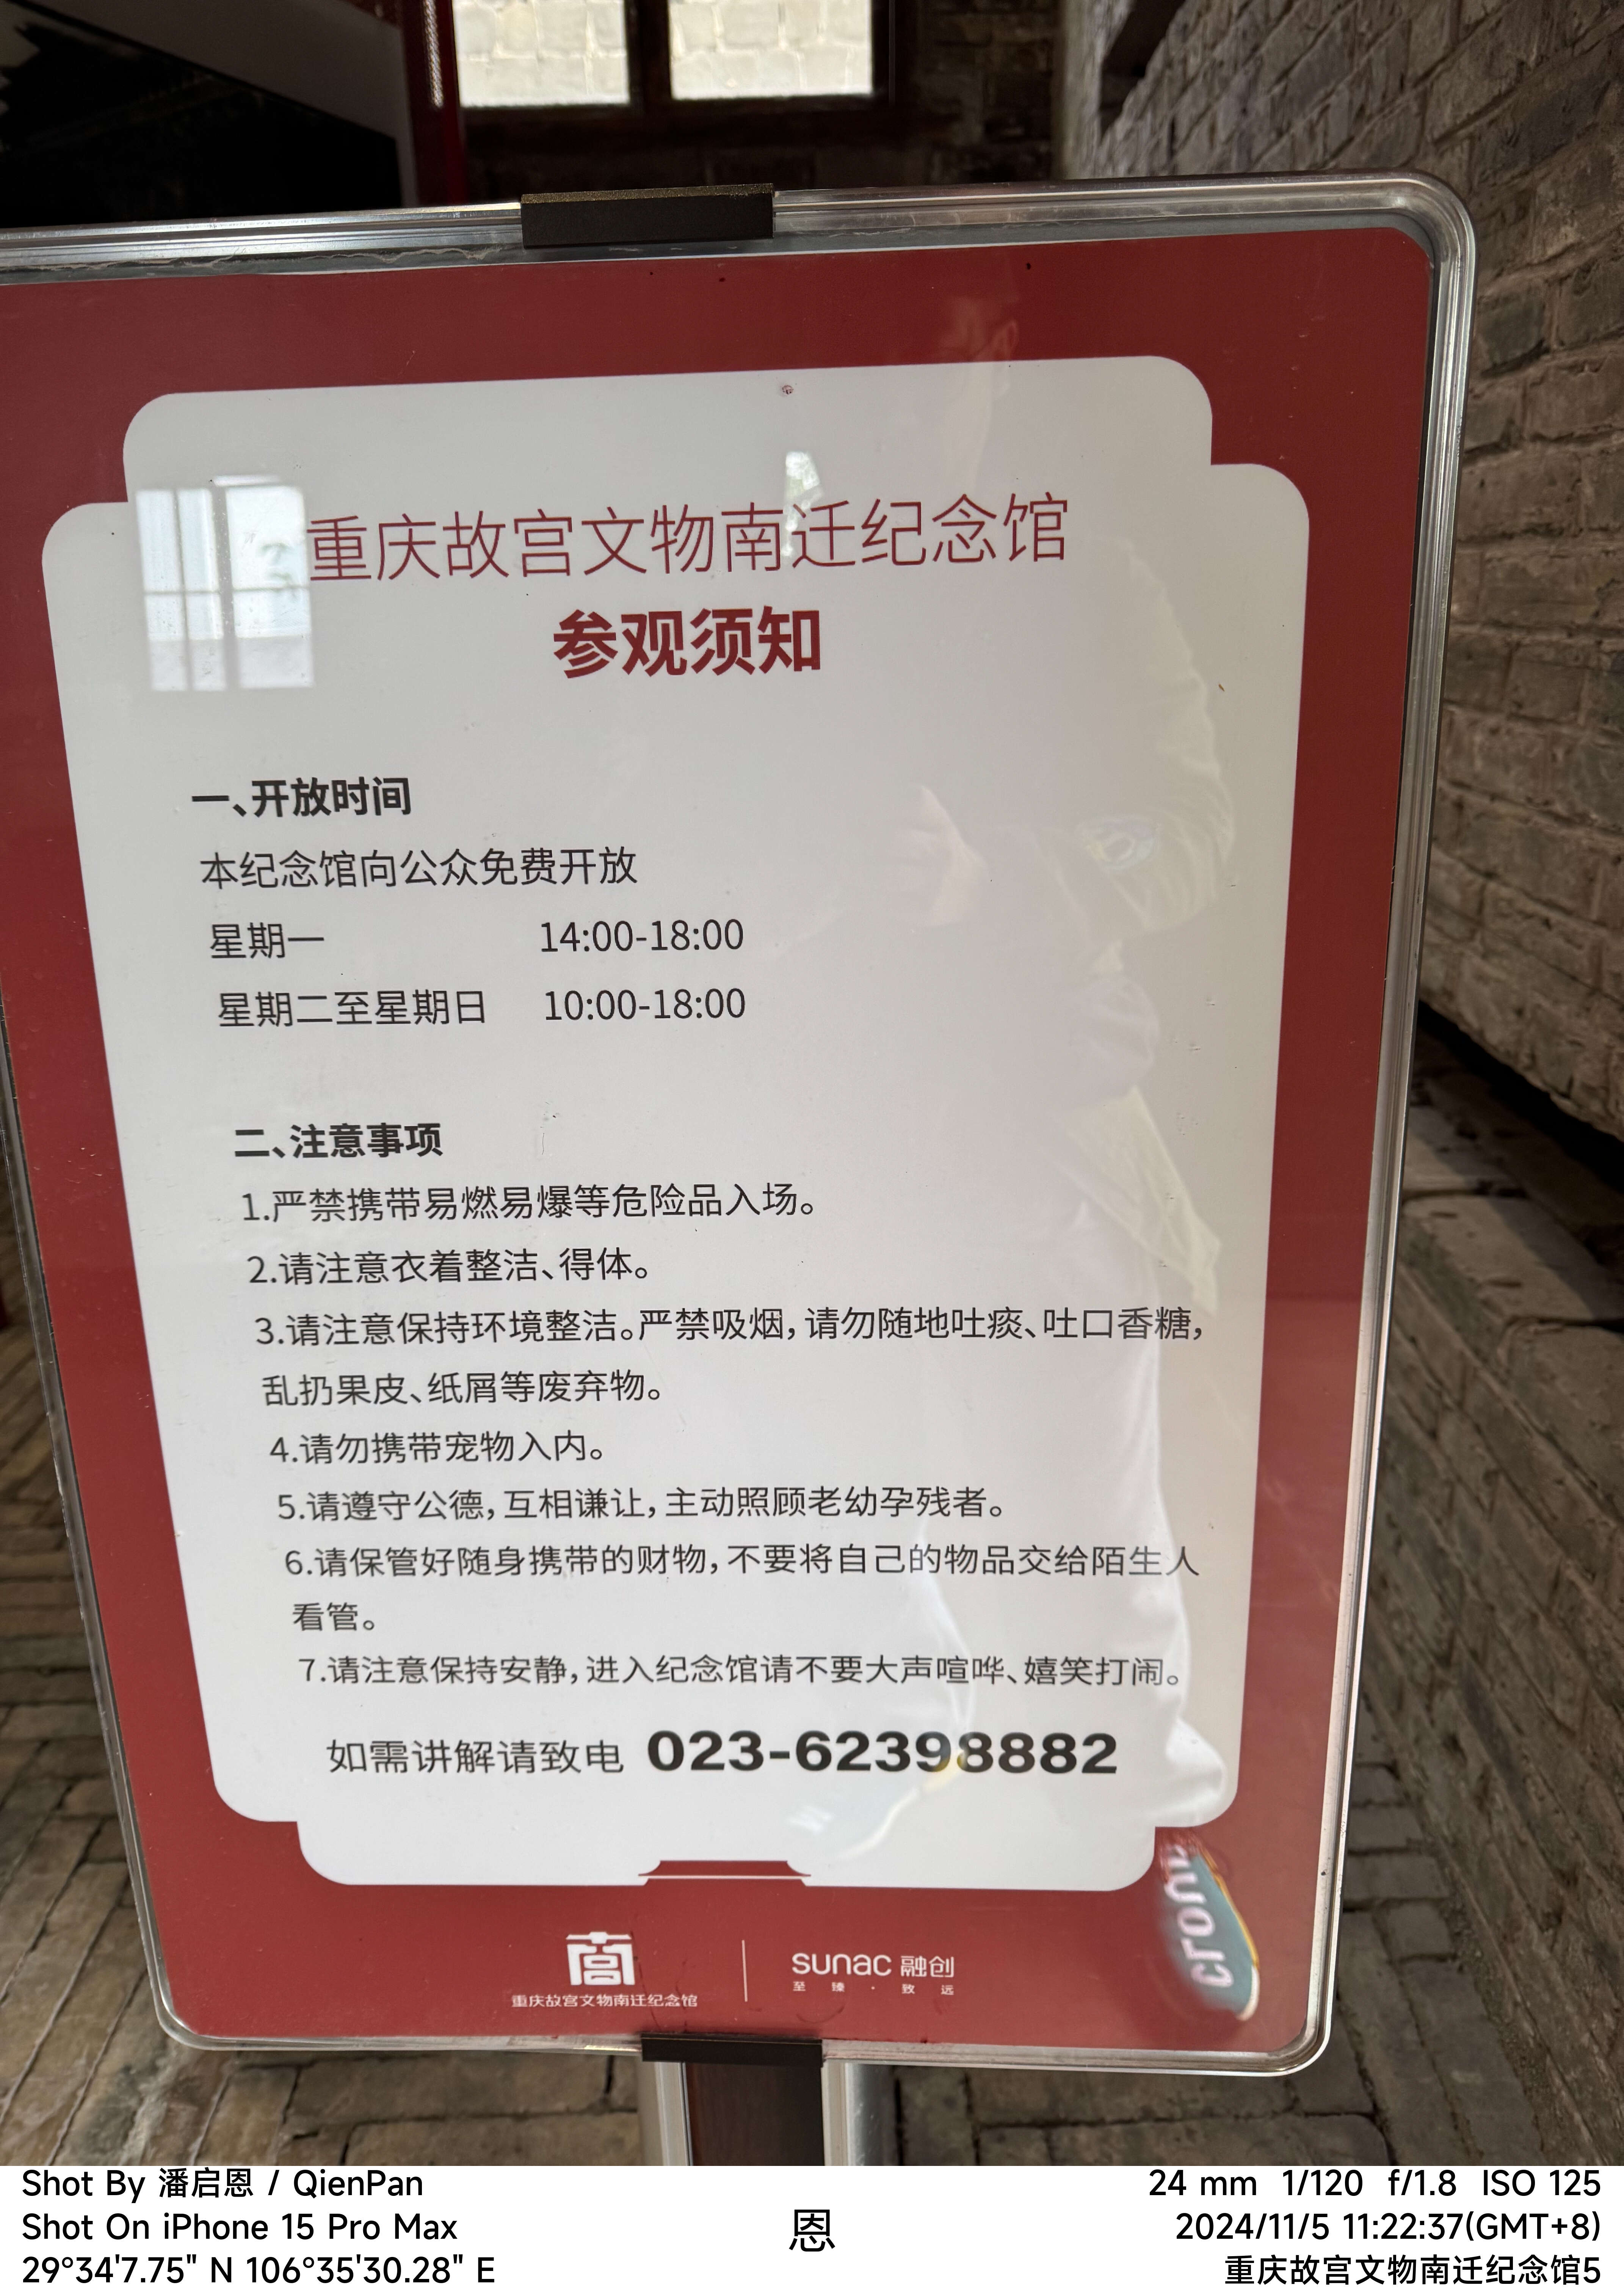 重庆故宫文物南迁纪念馆
参观须知
一、开放时间
本纪念馆向公众免费开放
星期一 14:00-18:00
星期二至星期日 10:00-18:00
二、注意事项
1.严禁携带易燃易爆等危险品入场。
2.请注意衣着整洁、得体。
3.请注意保持环境整洁。严禁吸烟，请勿随地吐痰、吐口香糖，
乱扔果皮、纸屑等废弃物。
4.请勿携带宠物入内。
5.请遵守公德，互相谦让，主动照顾老幼孕残者。
6.请保管好随身携带的财物，不要将自己的物品交给陌生人
看管。
7.请注意保持安静，进入纪念馆请不要大声喧哗、嬉笑打闹。
如需讲解请致电 023-62398882
重庆故宫文物南迁纪念馆
sunac 融创
至臻·致远
Shot By 潘启恩 / QienPan
Shot On iPhone 15 Pro Max
29°34'7.75" N 106°35'30.28" E
恩
24 mm 1/120 f/1.8 ISO 125
2024/11/5 11:22:37(GMT+8)
重庆故宫文物南迁纪念馆5